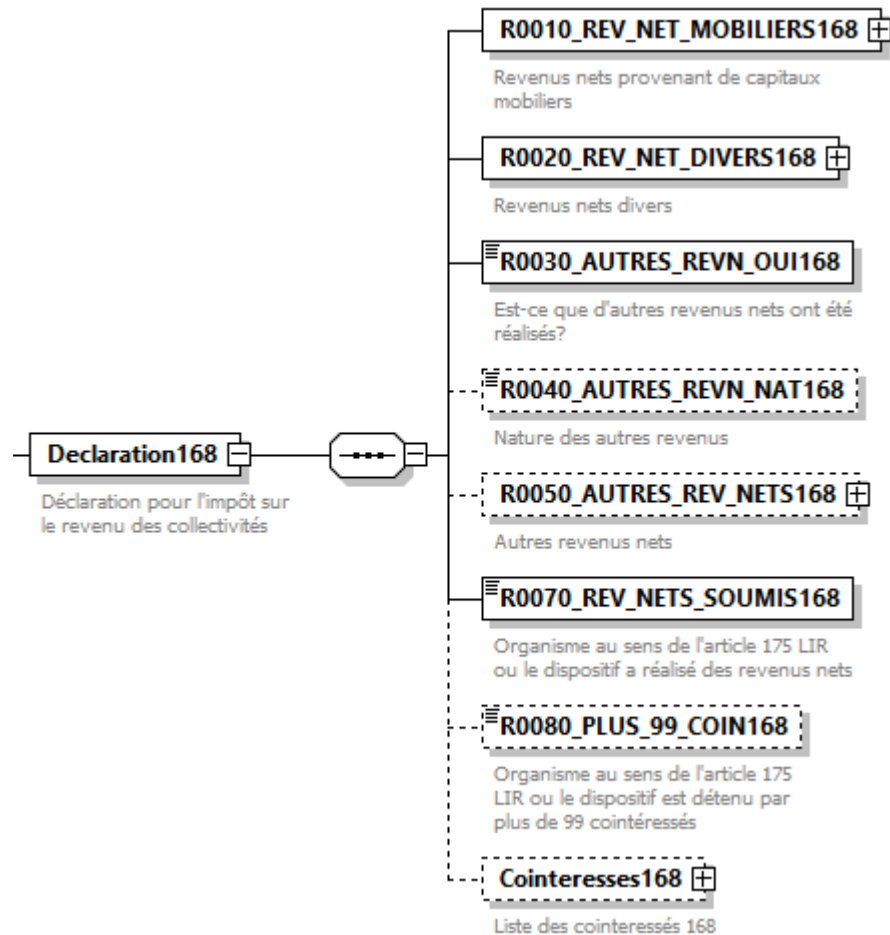 R0010_REV_NET_MOBILIERS168
Revenus nets provenant de capitaux
mobiliers
R0020_REV_NET_DIVERS168
Revenus nets divers
R0030_AUTRES_REVN_OUI168
Est-ce que d'autres revenus nets ont été
réalisés?
R0040_AUTRES_REVN_NAT168
Nature des autres revenus
Declaration168
Déclaration pour l'impôt sur
le revenu des collectivités
R0050_AUTRES_REV_NETS168
Autres revenus nets
R0070_REV_NETS_SOUMIS168
Organisme au sens de l'article 175 LIR
ou le dispositif a réalisé des revenus nets
R0080_PLUS_99_COIN168
Organisme au sens de l'article 175
LIR ou le dispositif est détenu par
plus de 99 cointéressés
Cointeresses168
Liste des cointeressés 168